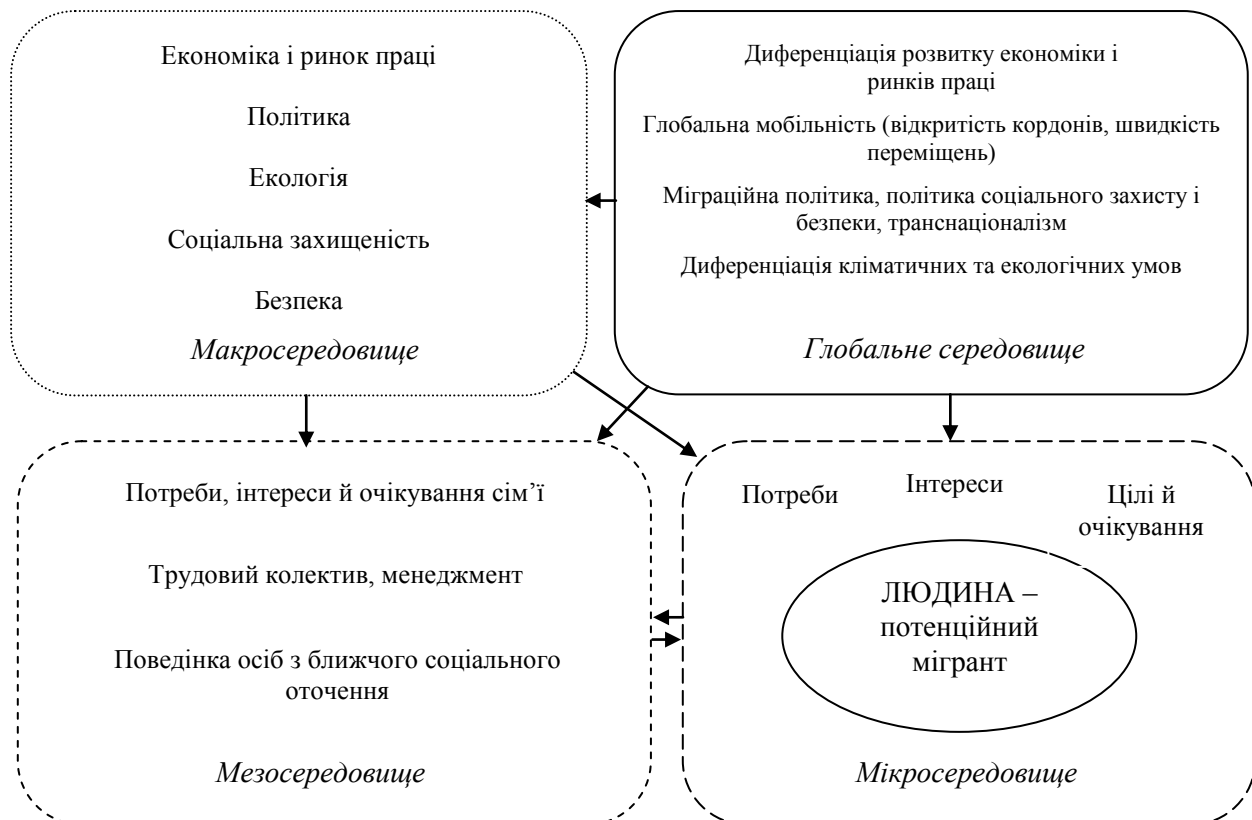 Економіка і ринок праці
Політика
Екологія
Соціальна захищеність
Безпека
Макросередовище
Диференціація розвитку економіки і
ринків праці
Глобальна мобільність (відкритість кордонів, швидкість
переміщень)
Міграційна політика, політика соціального захисту і
безпеки, транснаціоналізм
Диференціація кліматичних та екологічних умов
Глобальне середовище
Потреби, інтереси й очікування сім’ї
Трудовий колектив, менеджмент
Поведінка осіб з ближчого соціального
оточення
Мезосередовище
Потреби
Інтереси
Цілі й
очікування
ЛЮДИНА –
потенційний
мігрант
Мікросередовище